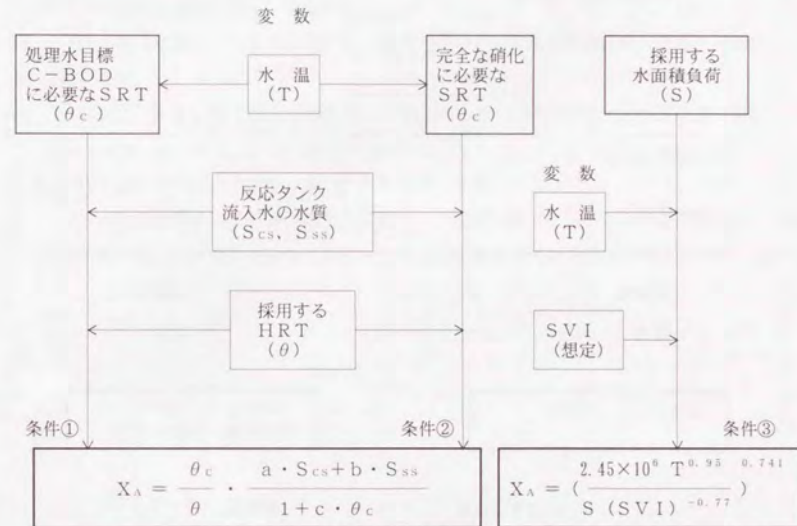 変　数
処理水目標
C－BOD
に必要なSRT
(θc)
水　温
(T)
完全な硝化
に必要な
SRT
(θc)
採用する
水面積負荷
(S)
反応タンク
流入水の水質
(Scs、Sss)
変　数
水　温
(T)
採用する
HRT
(θ)
SVI
(想定)
条件①
条件②
条件③
XA = θc/θ · (a・Scs+b・Sss)/(1+c・θc)
XA = (2.45×10^6 T^0.95 / S (SVI)^-0.77)^0.741